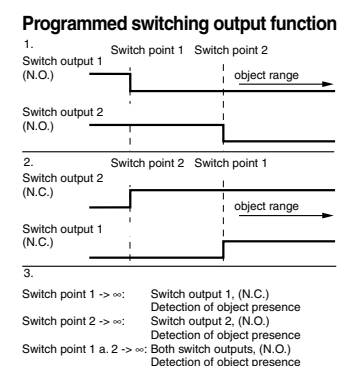 Programmed switching output function
1.
Switch point 1 Switch point 2
Switch output 1
(N.O.)
object range
Switch output 2
(N.O.)
2.
Switch point 2 Switch point 1
Switch output 2
(N.C.)
object range
Switch output 1
(N.C.)
3.
Switch point 1 -> ∞: Switch output 1, (N.C.)
Detection of object presence
Switch point 2 -> ∞: Switch output 2, (N.O.)
Detection of object presence
Switch point 1 a. 2 -> ∞: Both switch outputs, (N.O.)
Detection of object presence